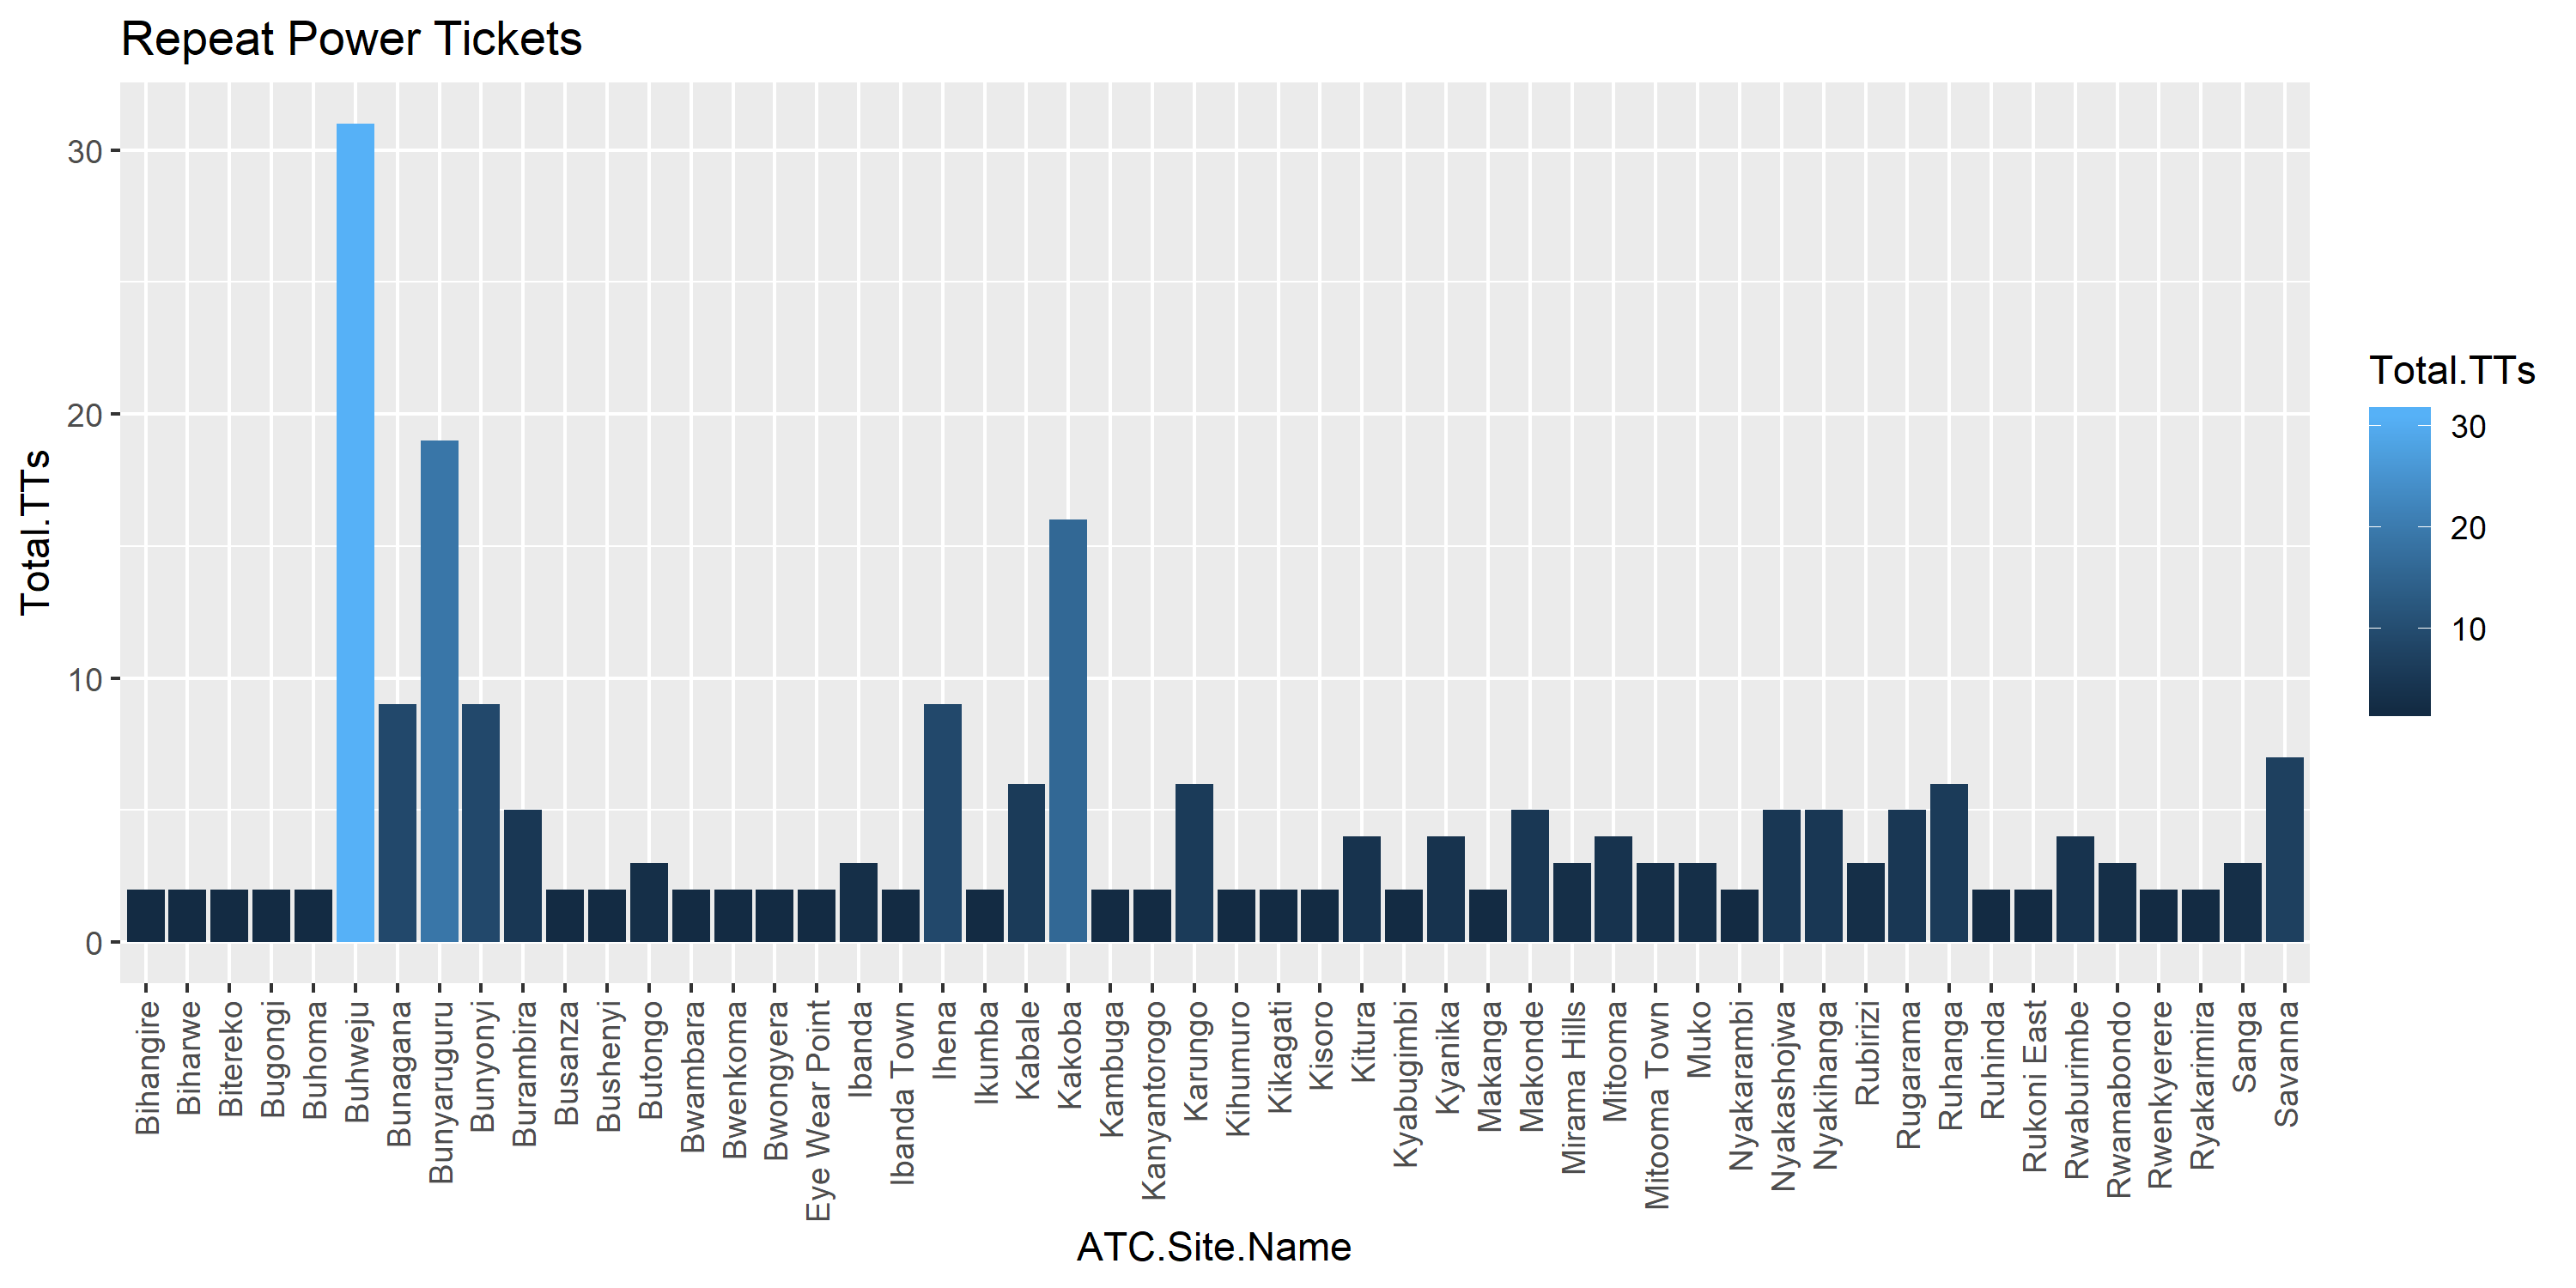 Repeat Power Tickets
Total.TTs
30
20
10
0
Bihangire
Biharwe
Bitereko
Bugongi
Buhoma
Buhweju
Bunagana
Bunyaruguru
Bunyonyi
Burambira
Busanza
Bushenyi
Butongo
Bwambara
Bwenkoma
Bwongyera
Eye Wear Point
Ibanda
Ibanda Town
Ihena
Ikumba
Kabale
Kakoba
Kambuga
Kanyantorogo
Karungo
Kihumuro
Kikagati
Kisoro
Kitura
Kyabugimbi
Kyanika
Makanga
Makonde
Mirama Hills
Mitooma
Mitooma Town
Muko
Nyakarambi
Nyakashojwa
Nyakihanga
Rubirizi
Rugarama
Ruhanga
Ruhinda
Rukoni East
Rwaburimbe
Rwamabondo
Rwenkyerere
Ryakarimira
Sanga
Savanna
ATC.Site.Name
Total.TTs
30
20
10